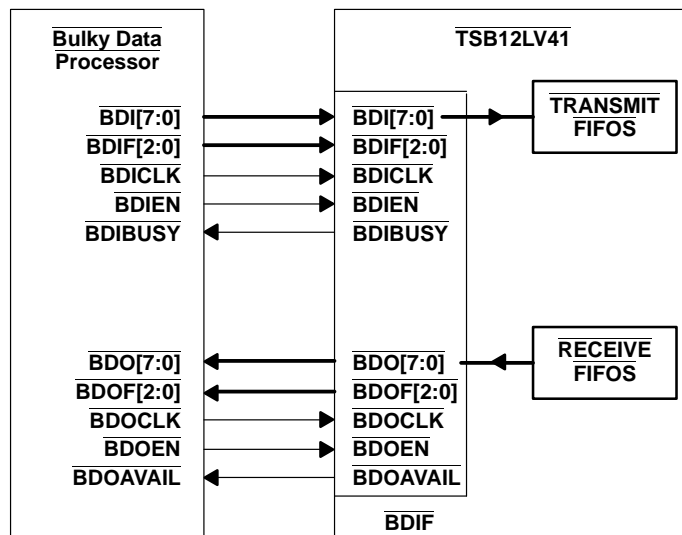 Bulky Data
Processor
TSB12LV41
BDI[7:0]
BDIF[2:0]
BDICLK
BDIEN
BDIBUSY
BDI[7:0]
BDIF[2:0]
BDICLK
BDIEN
BDIBUSY
TRANSMIT
FIFOS
BDO[7:0]
BDOF[2:0]
BDOCLK
BDOEN
BDOAVAIL
BDO[7:0]
BDOF[2:0]
BDOCLK
BDOEN
BDOAVAIL
RECEIVE
FIFOS
BDIF